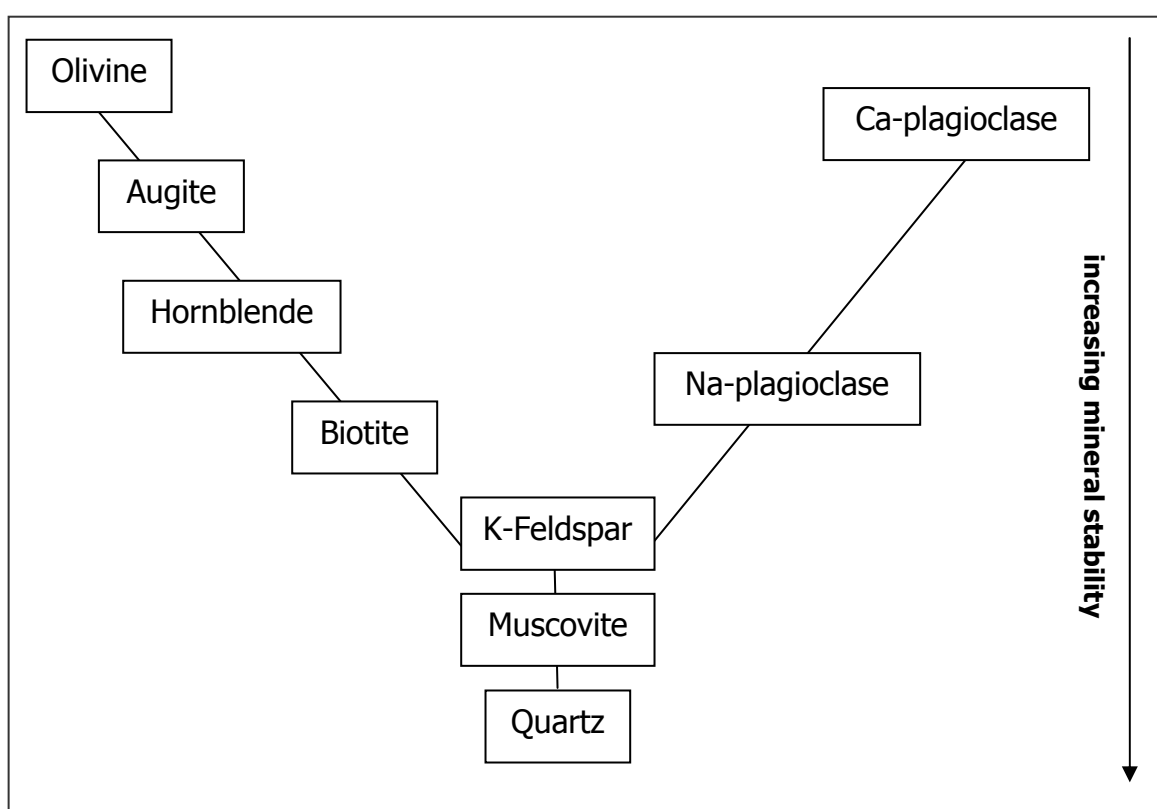 Olivine
Ca-plagioclase
Augite
Hornblende
Na-plagioclase
Biotite
K-Feldspar
Muscovite
Quartz
increasing mineral stability